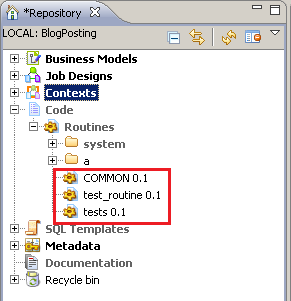 *Repository
LOCAL: BlogPosting
Business Models
Job Designs
Contexts
Code
Routines
system
a
COMMON 0.1
test_routine 0.1
tests 0.1
SQL Templates
Metadata
Documentation
Recycle bin